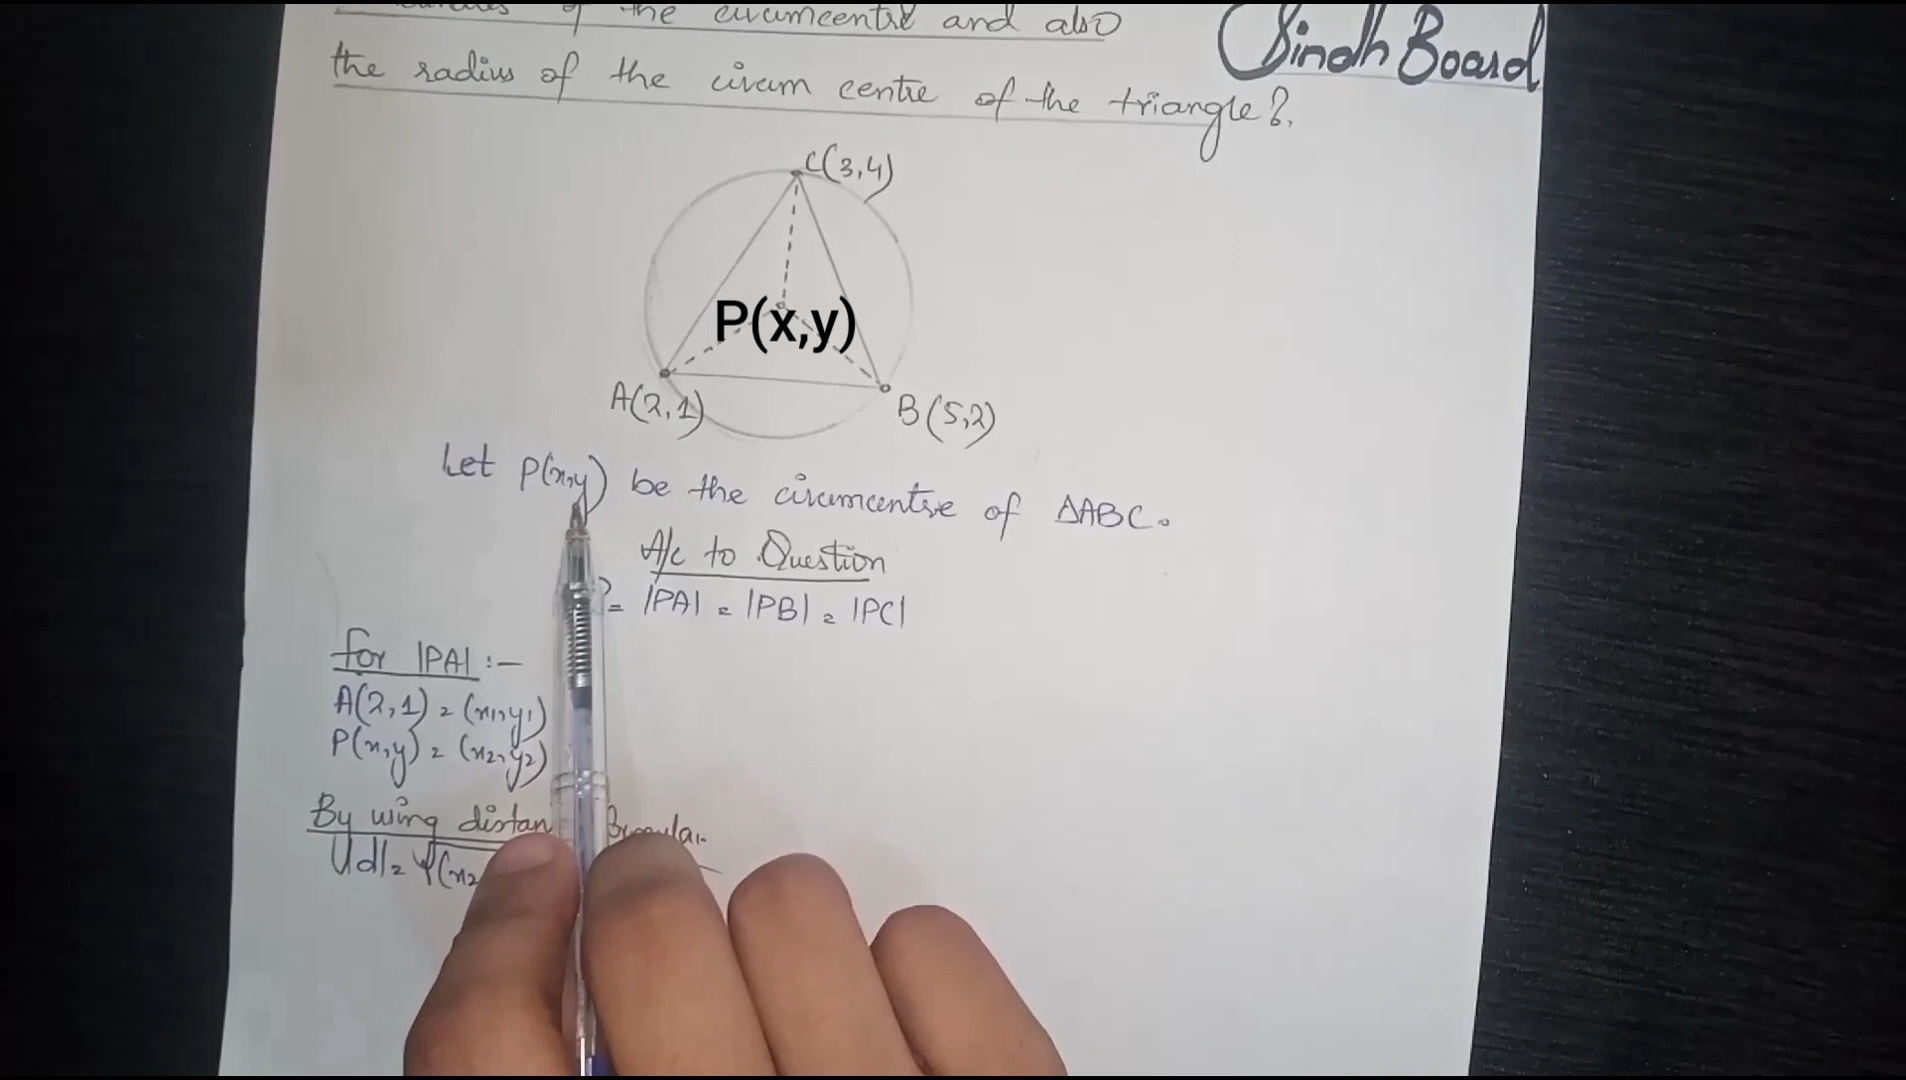 of the circumcentre and also
Sindh Board
the radius of the circum centre of the triangle?.
C(3,4)
P(x,y)
A(2,1)
B(5,2)
Let P(x,y) be the circumcentre of ΔABC.
A/c to Question
= |PA| = |PB| = |PC|
for |PA| :-
A(2,1) = (x1,y1)
P(x,y) = (x2,y2)
By using distan
|d| = √(x2